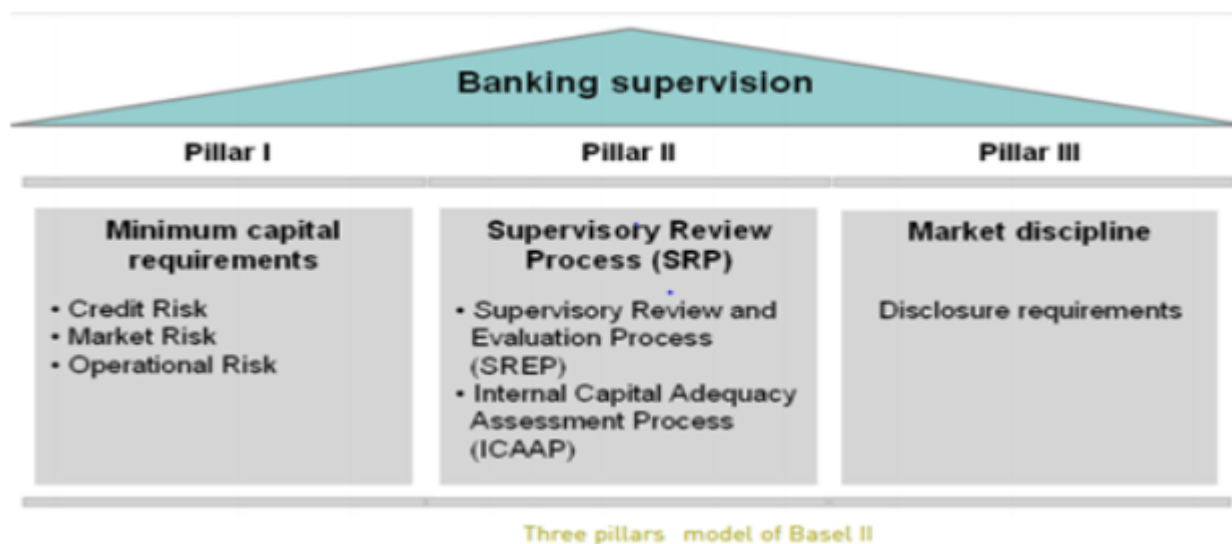 Banking supervision
Pillar I
Pillar II
Pillar III
Minimum capital
requirements
• Credit Risk
• Market Risk
• Operational Risk
Supervisory Review
Process (SRP)
• Supervisory Review and
Evaluation Process
(SREP)
• Internal Capital Adequacy
Assessment Process
(ICAAP)
Market discipline
Disclosure requirements
Three pillars model of Basel II